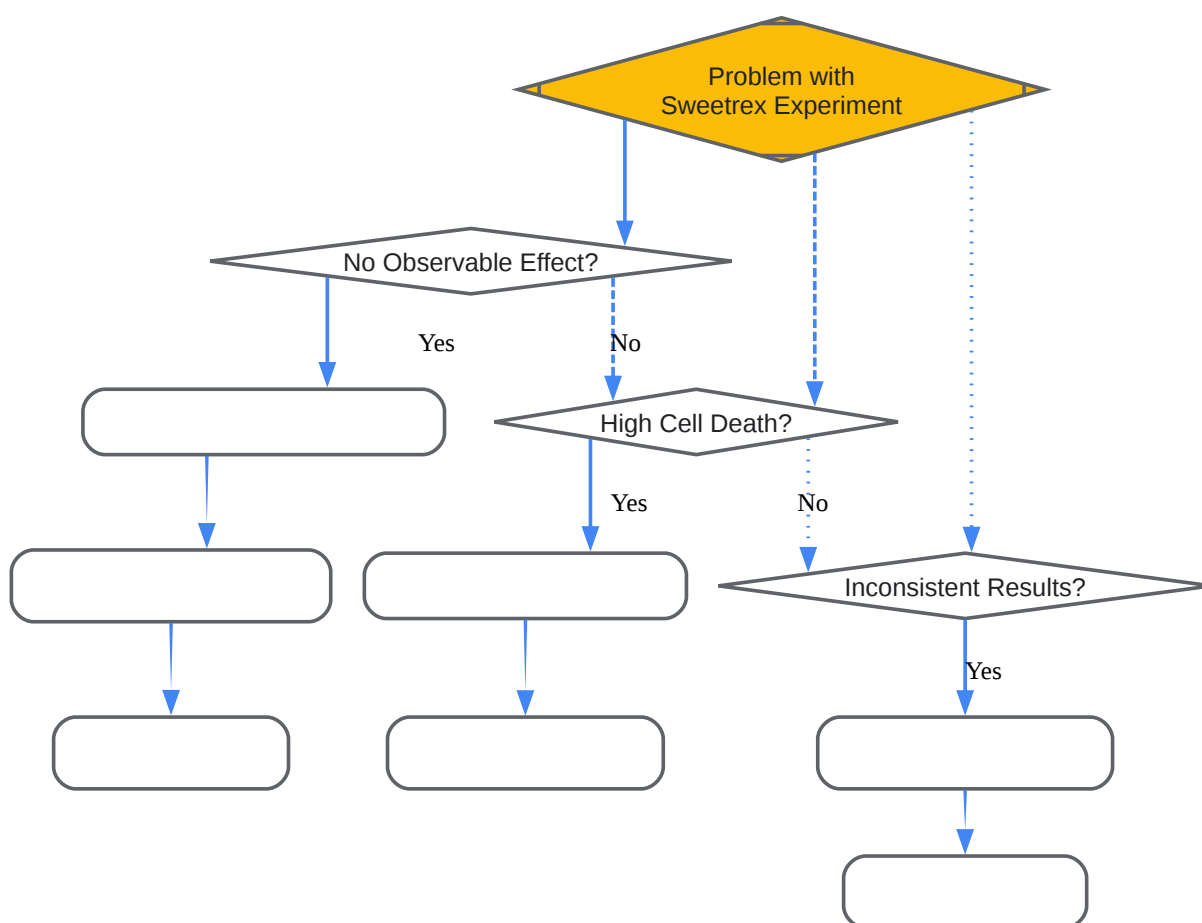 Problem with
Sweetrex Experiment
No Observable Effect?
Yes
No
High Cell Death?
Yes
No
Inconsistent Results?
Yes